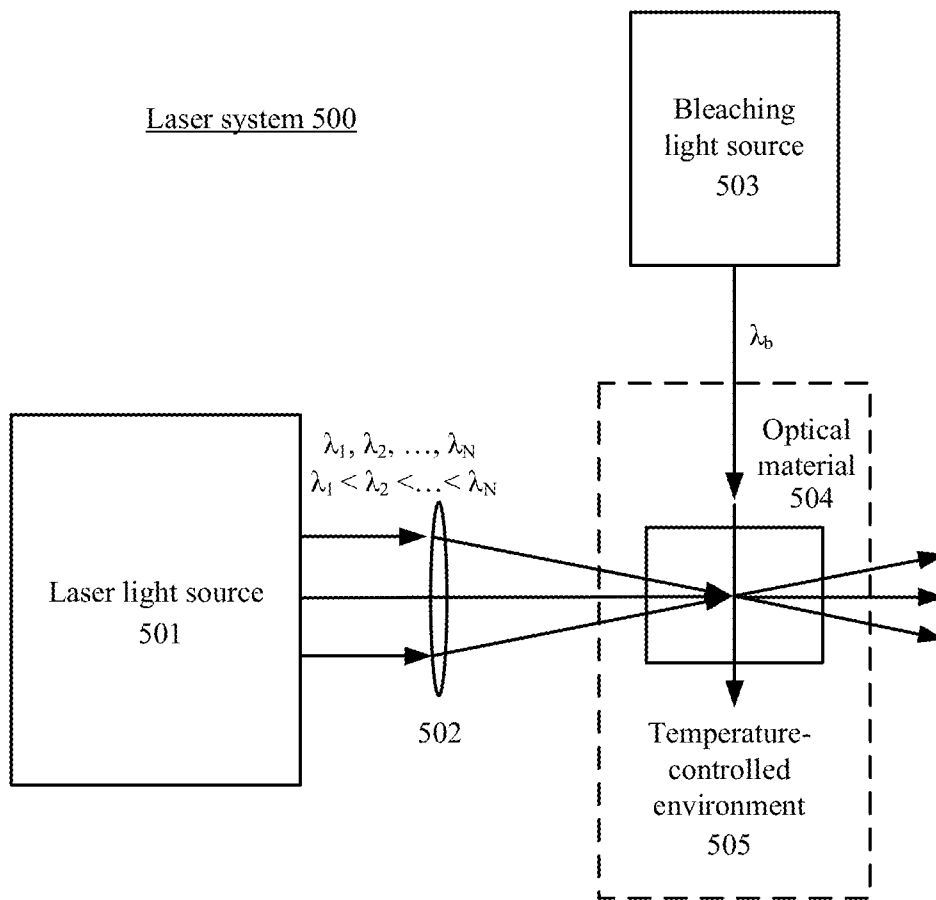 Laser system 500
Bleaching
light source
503
λb
λ1, λ2, …, λN
λ1 < λ2 <…< λN
Optical
material
504
Laser light source
501
502
Temperature-
controlled
environment
505